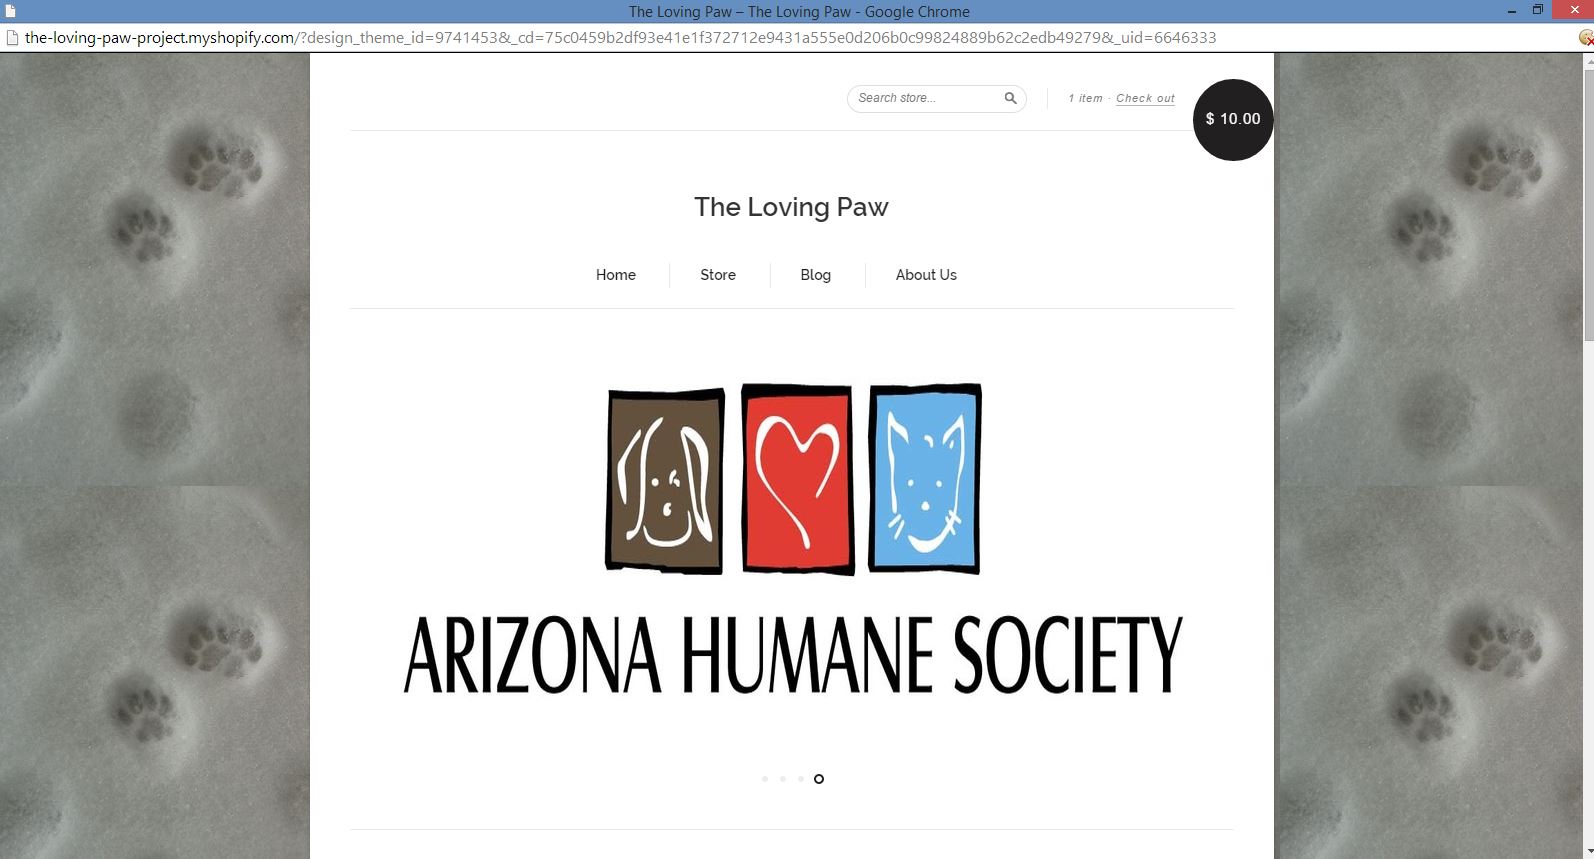 The Loving Paw – The Loving Paw - Google Chrome
the-loving-paw-project.myshopify.com/?design_theme_id=9741453&_cd=75c0459b2df93e41e1f372712e9431a555e0d206b0c99824889b62c2edb49279&_uid=6646333
Search store... 1 item · Check out $ 10.00
The Loving Paw
Home Store Blog About Us
ARIZONA HUMANE SOCIETY